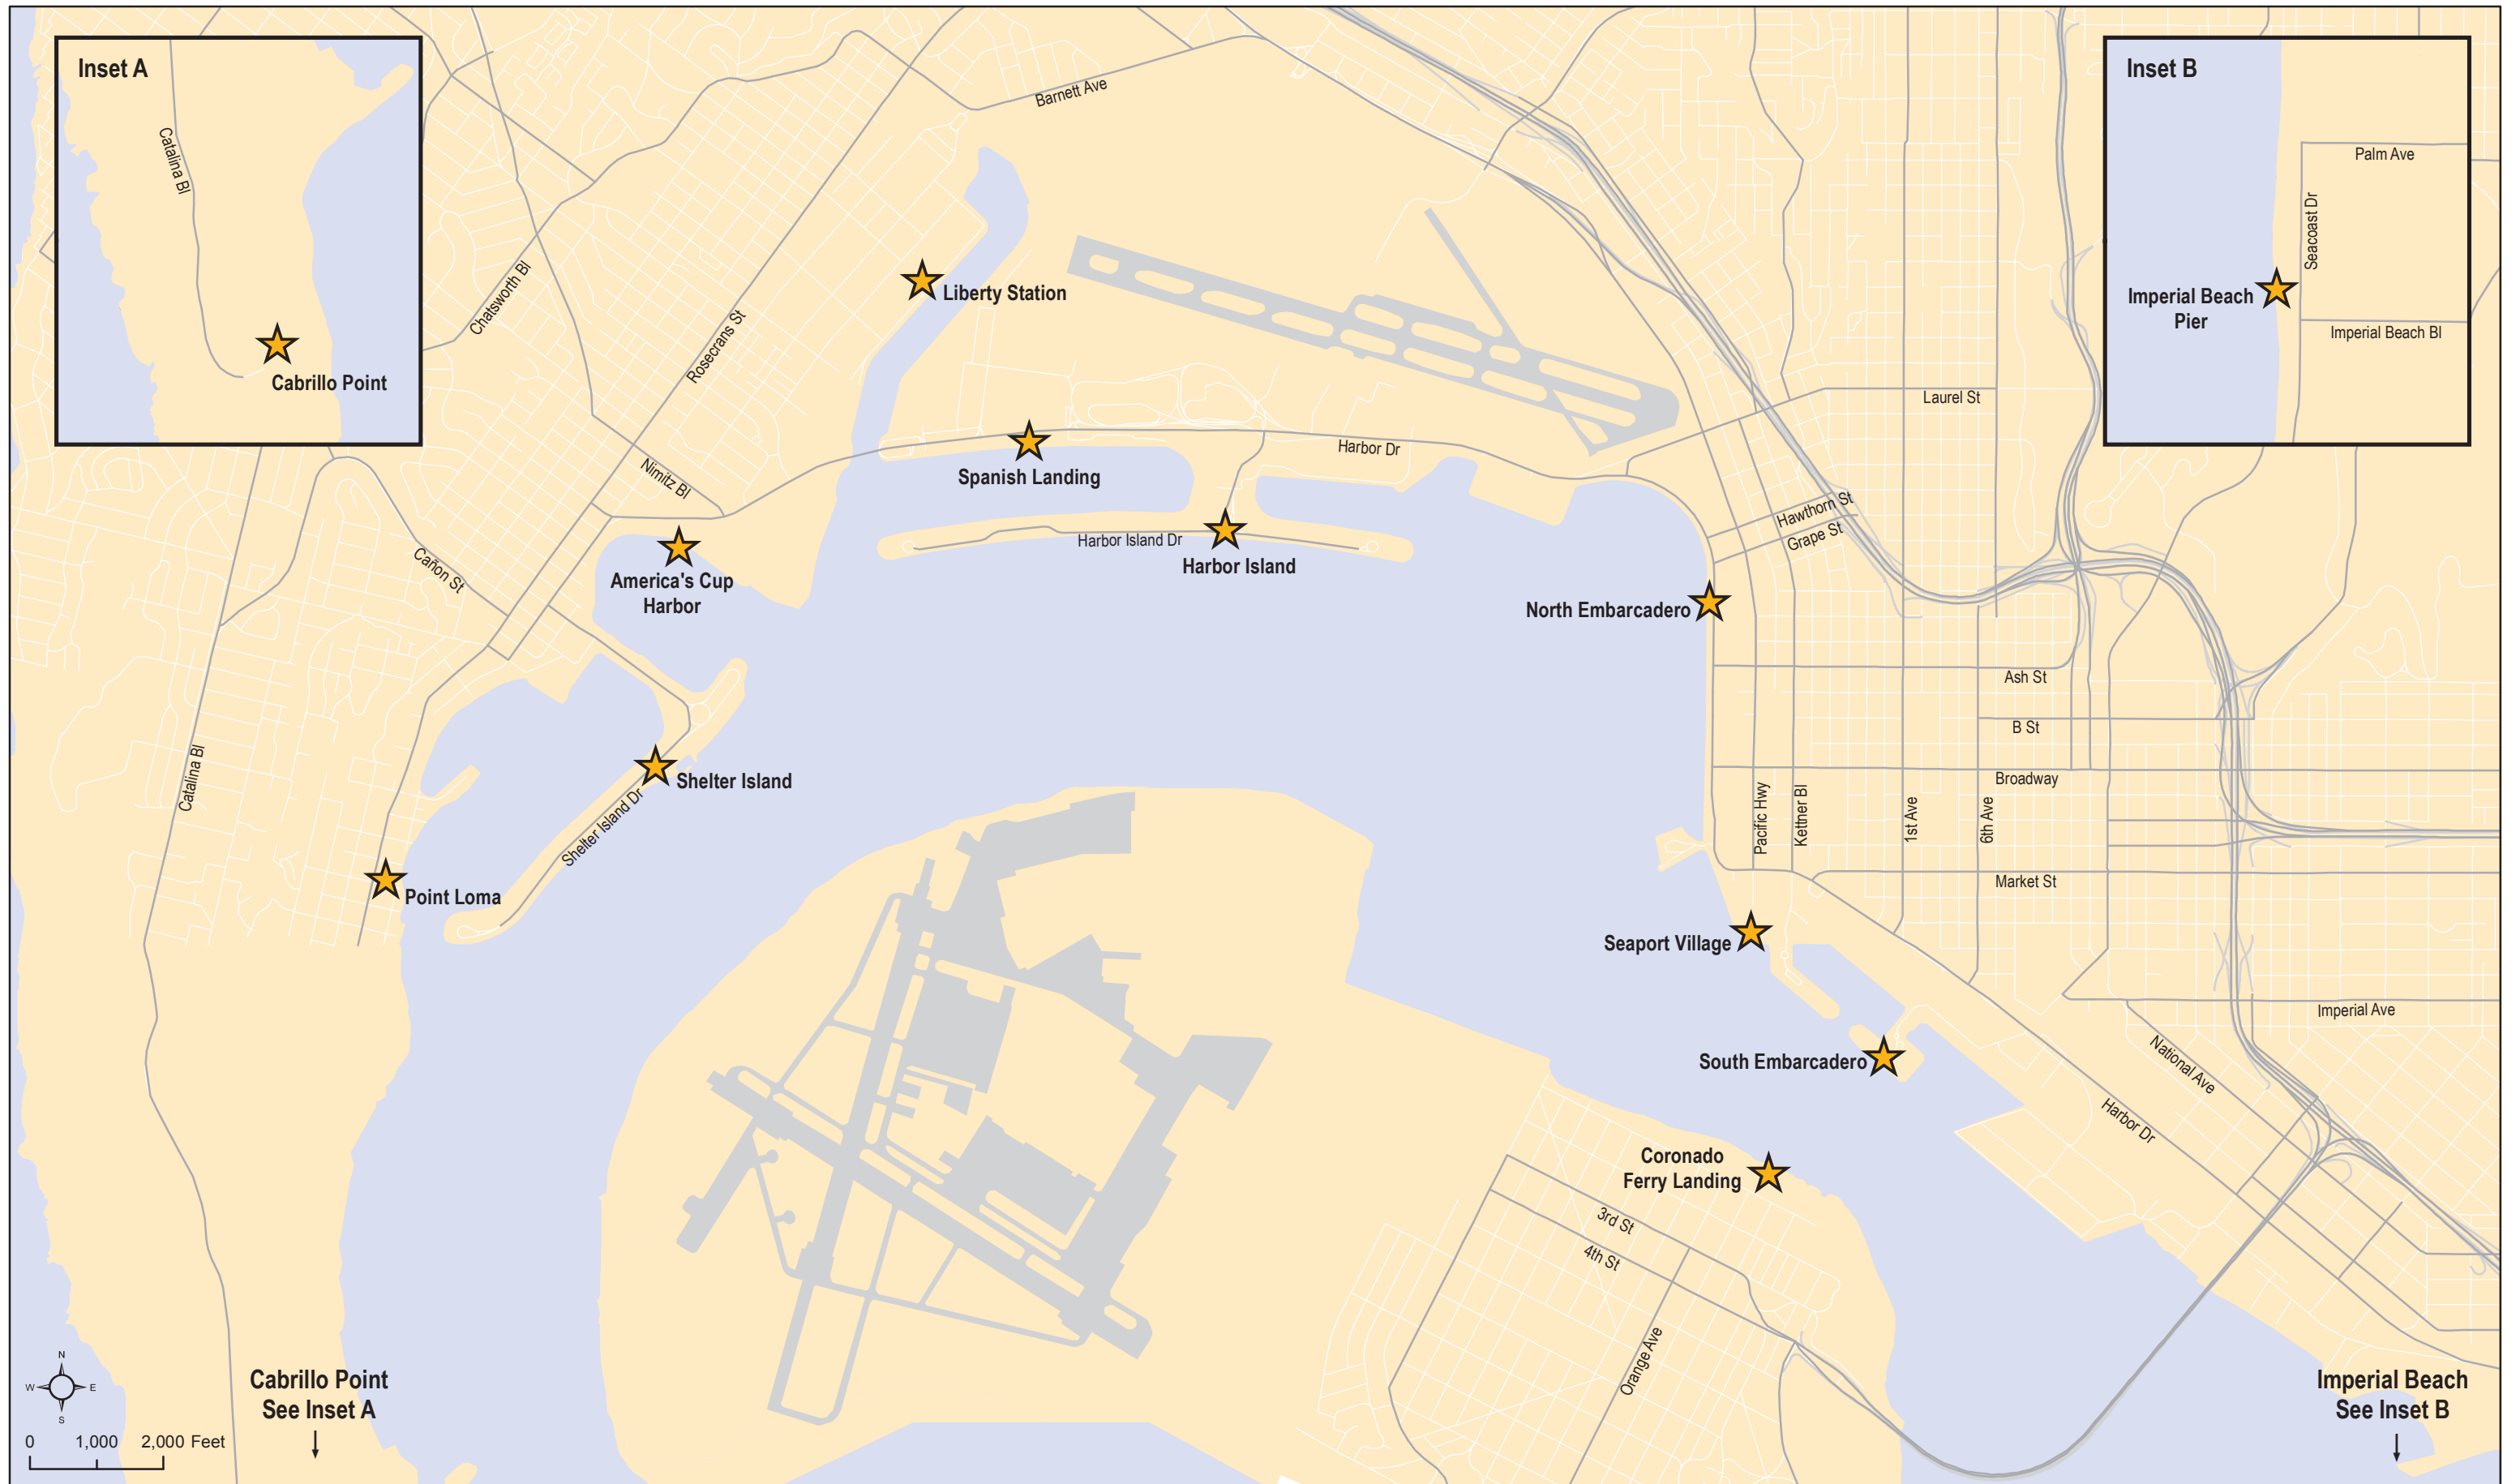 Inset A
Catalina Bl
Cabrillo Point
Barnett Ave
Inset B
Palm Ave
Seacoast Dr
Imperial Beach
Pier
Imperial Beach Bl
Chatsworth Bl
Rosecrans St
Liberty Station
Laurel St
Harbor Dr
Spanish Landing
Nimitz Bl
Hawthorn St
Grape St
Harbor Island Dr
Harbor Island
Cañon St
America's Cup
Harbor
North Embarcadero
Ash St
B St
Broadway
Catalina Bl
Shelter Island
Shelter Island Dr
Pacific Hwy
Kettner Bl
1st Ave
6th Ave
Market St
Point Loma
Seaport Village
Imperial Ave
South Embarcadero
National Ave
Harbor Dr
Coronado
Ferry Landing
3rd St
4th St
Orange Ave
N
W E
S
Cabrillo Point
See Inset A
0 1,000 2,000 Feet
Imperial Beach
See Inset B